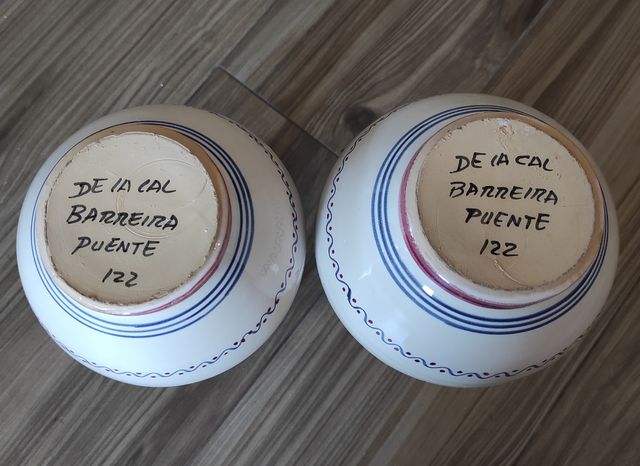 DE LA CAL
BARREIRA
PUENTE
122
DE LA CAL
BARREIRA
PUENTE
122